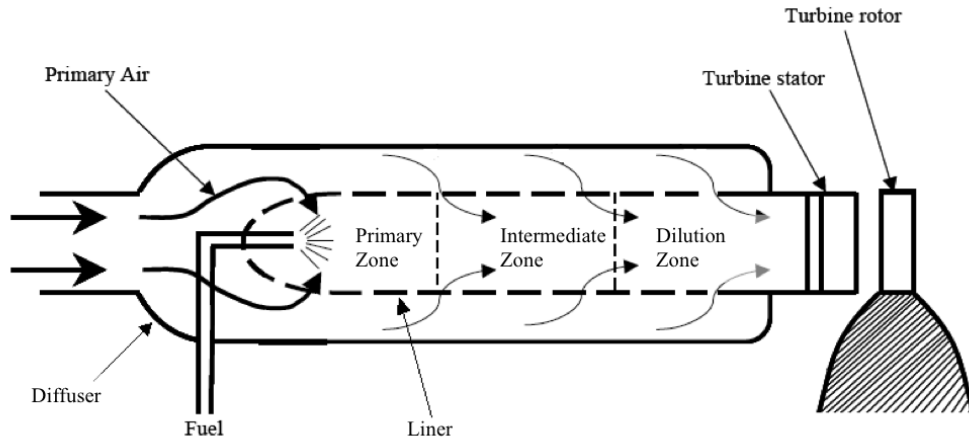 Turbine rotor
Primary Air
Turbine stator
Primary
Zone
Intermediate
Zone
Dilution
Zone
Diffuser
Fuel
Liner